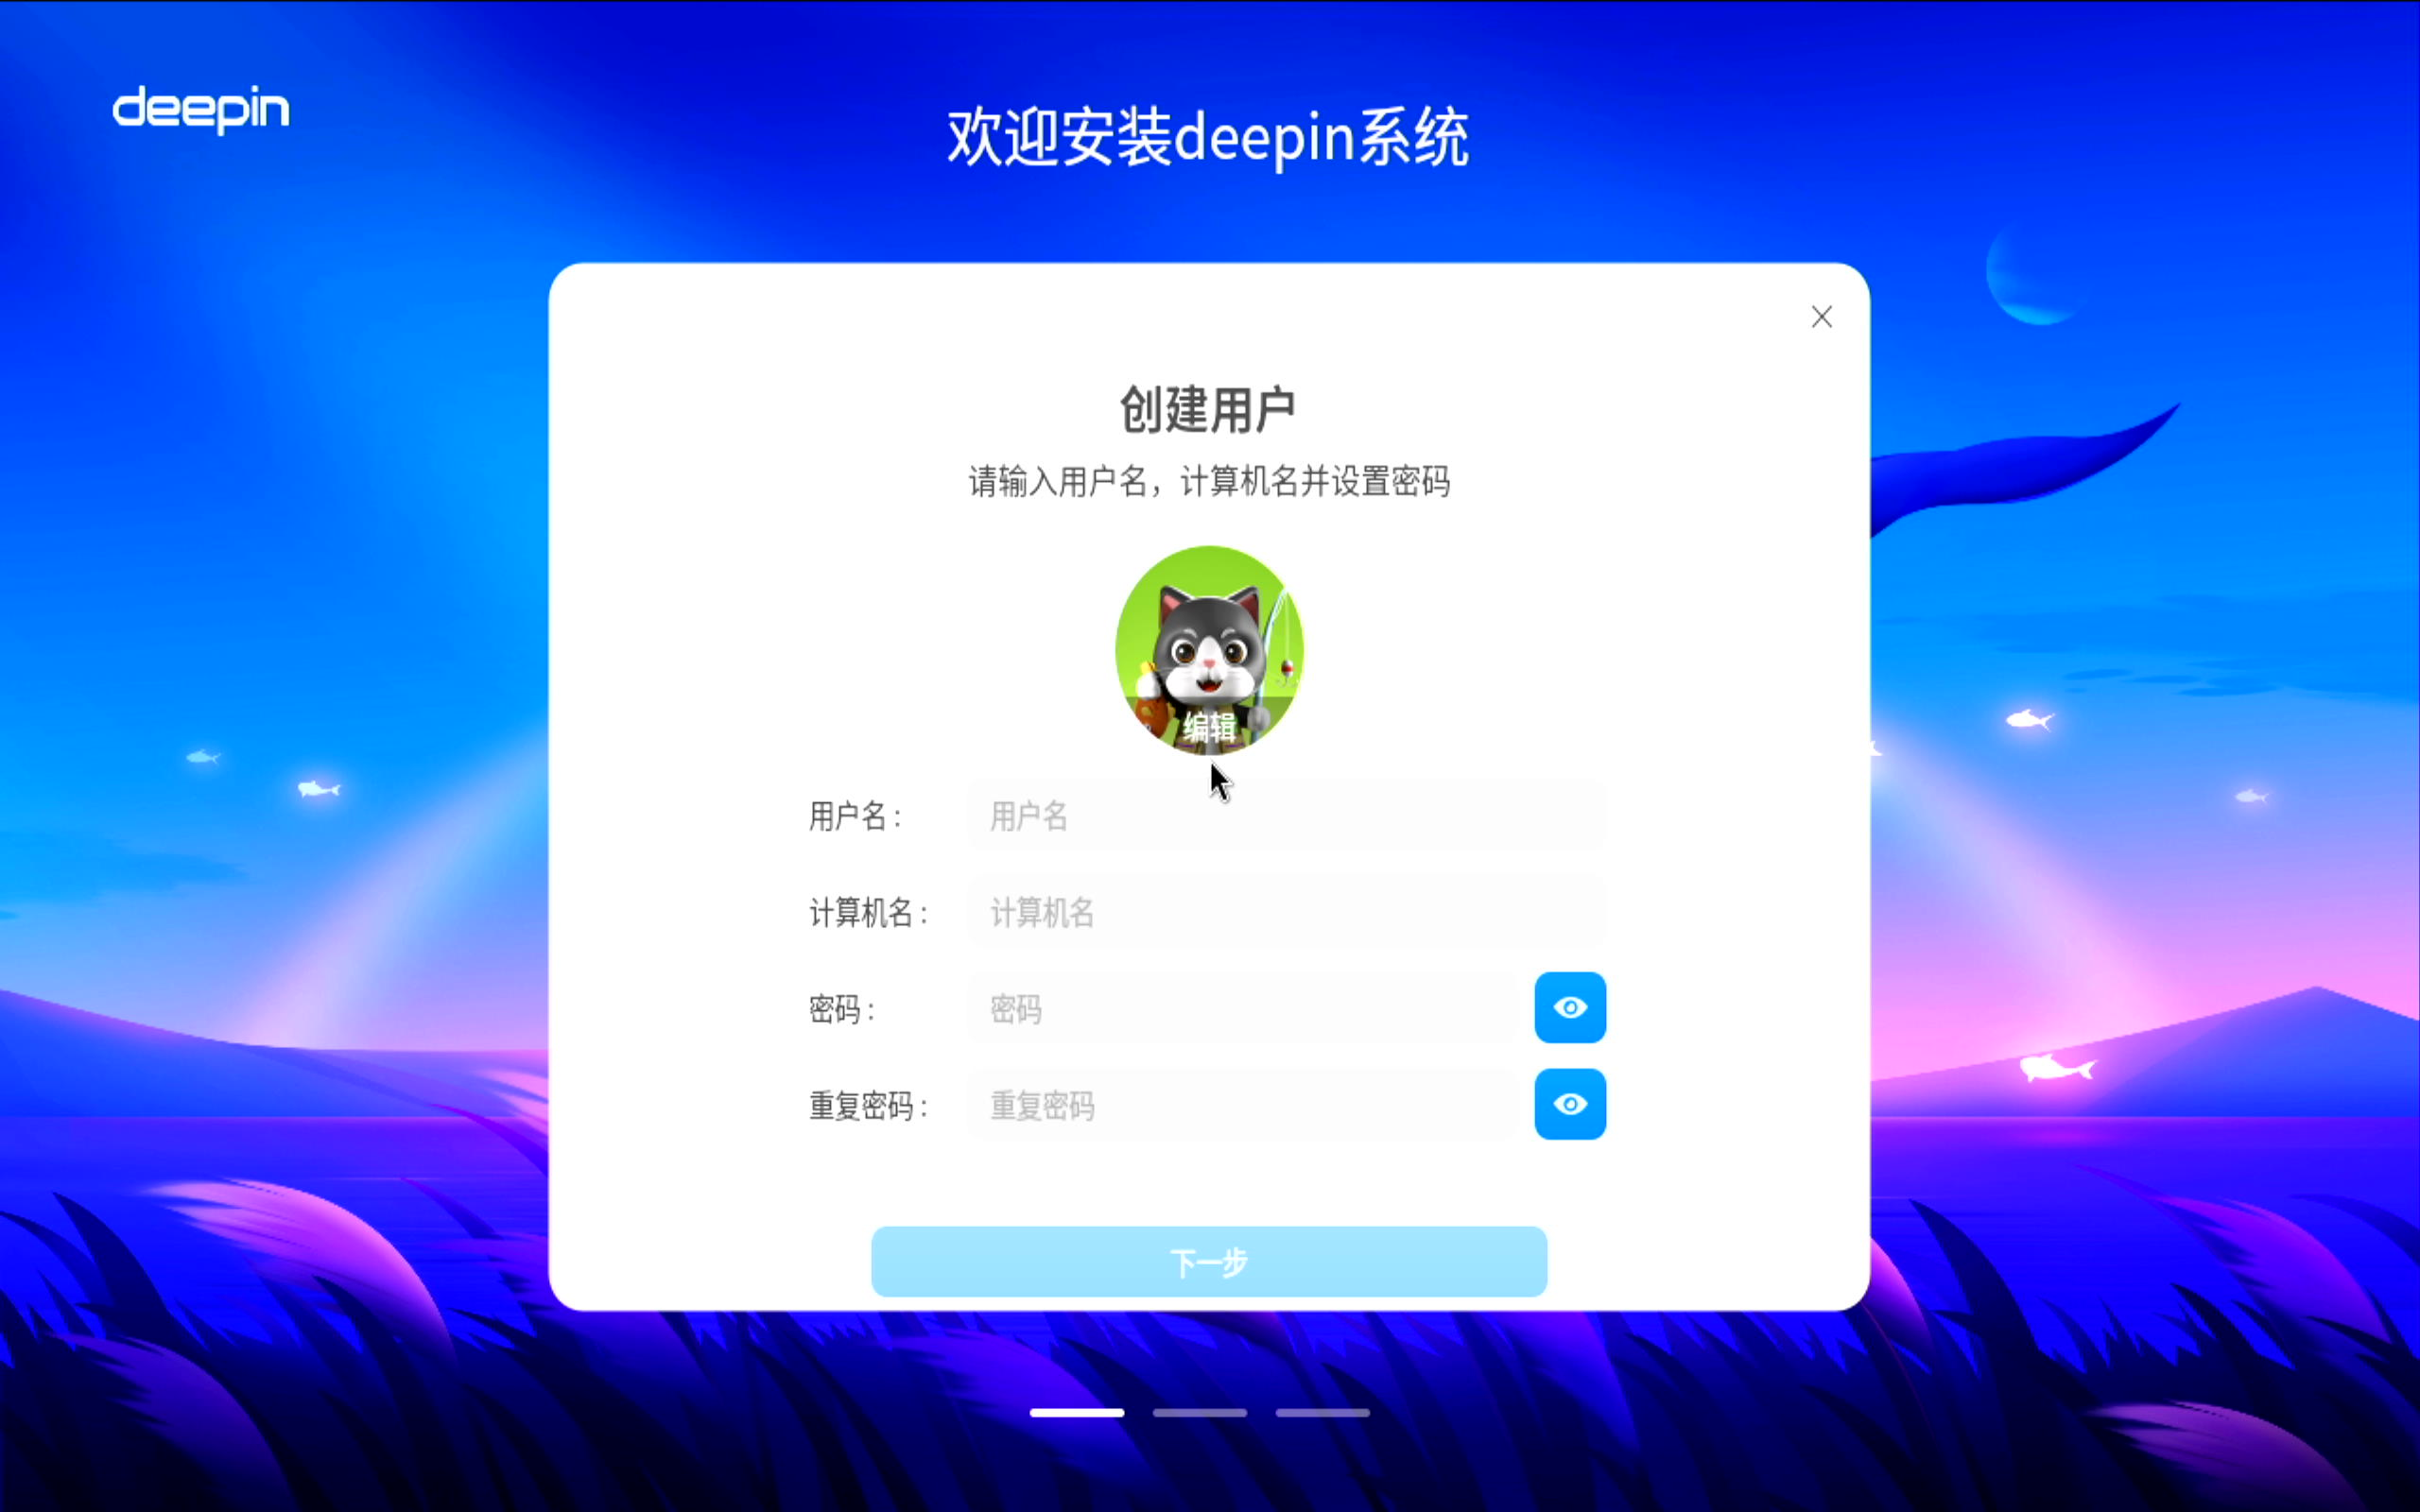 deepin
欢迎安装deepin系统
创建用户
请输入用户名，计算机名并设置密码
编辑
用户名： 用户名
计算机名： 计算机名
密码： 密码
重复密码： 重复密码
下一步